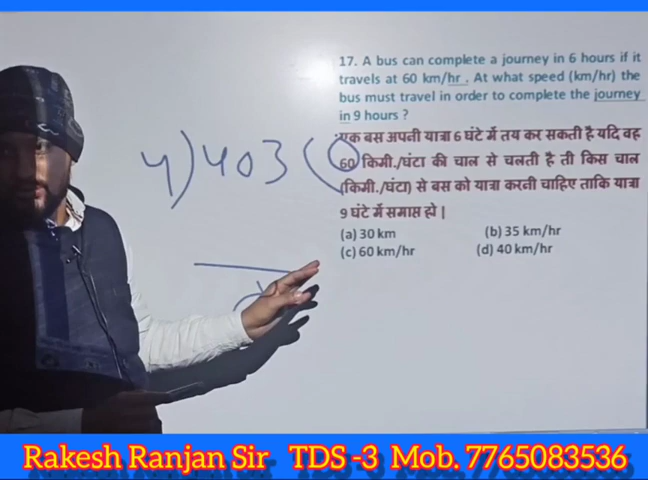 17. A bus can complete a journey in 6 hours if it
travels at 60 km/hr . At what speed (km/hr) the
bus must travel in order to complete the journey
in 9 hours ?
एक बस अपनी यात्रा 6 घंटे में तय कर सकती है यदि वह
60 किमी./घंटा की चाल से चलती है ती किस चाल
(किमी./घंटा) से बस को यात्रा करनी चाहिए ताकि यात्रा
9 घंटे में समाप्त हो |
(a) 30 km (b) 35 km/hr
(c) 60 km/hr (d) 40 km/hr
4)403(
Rakesh Ranjan Sir TDS -3 Mob. 7765083536